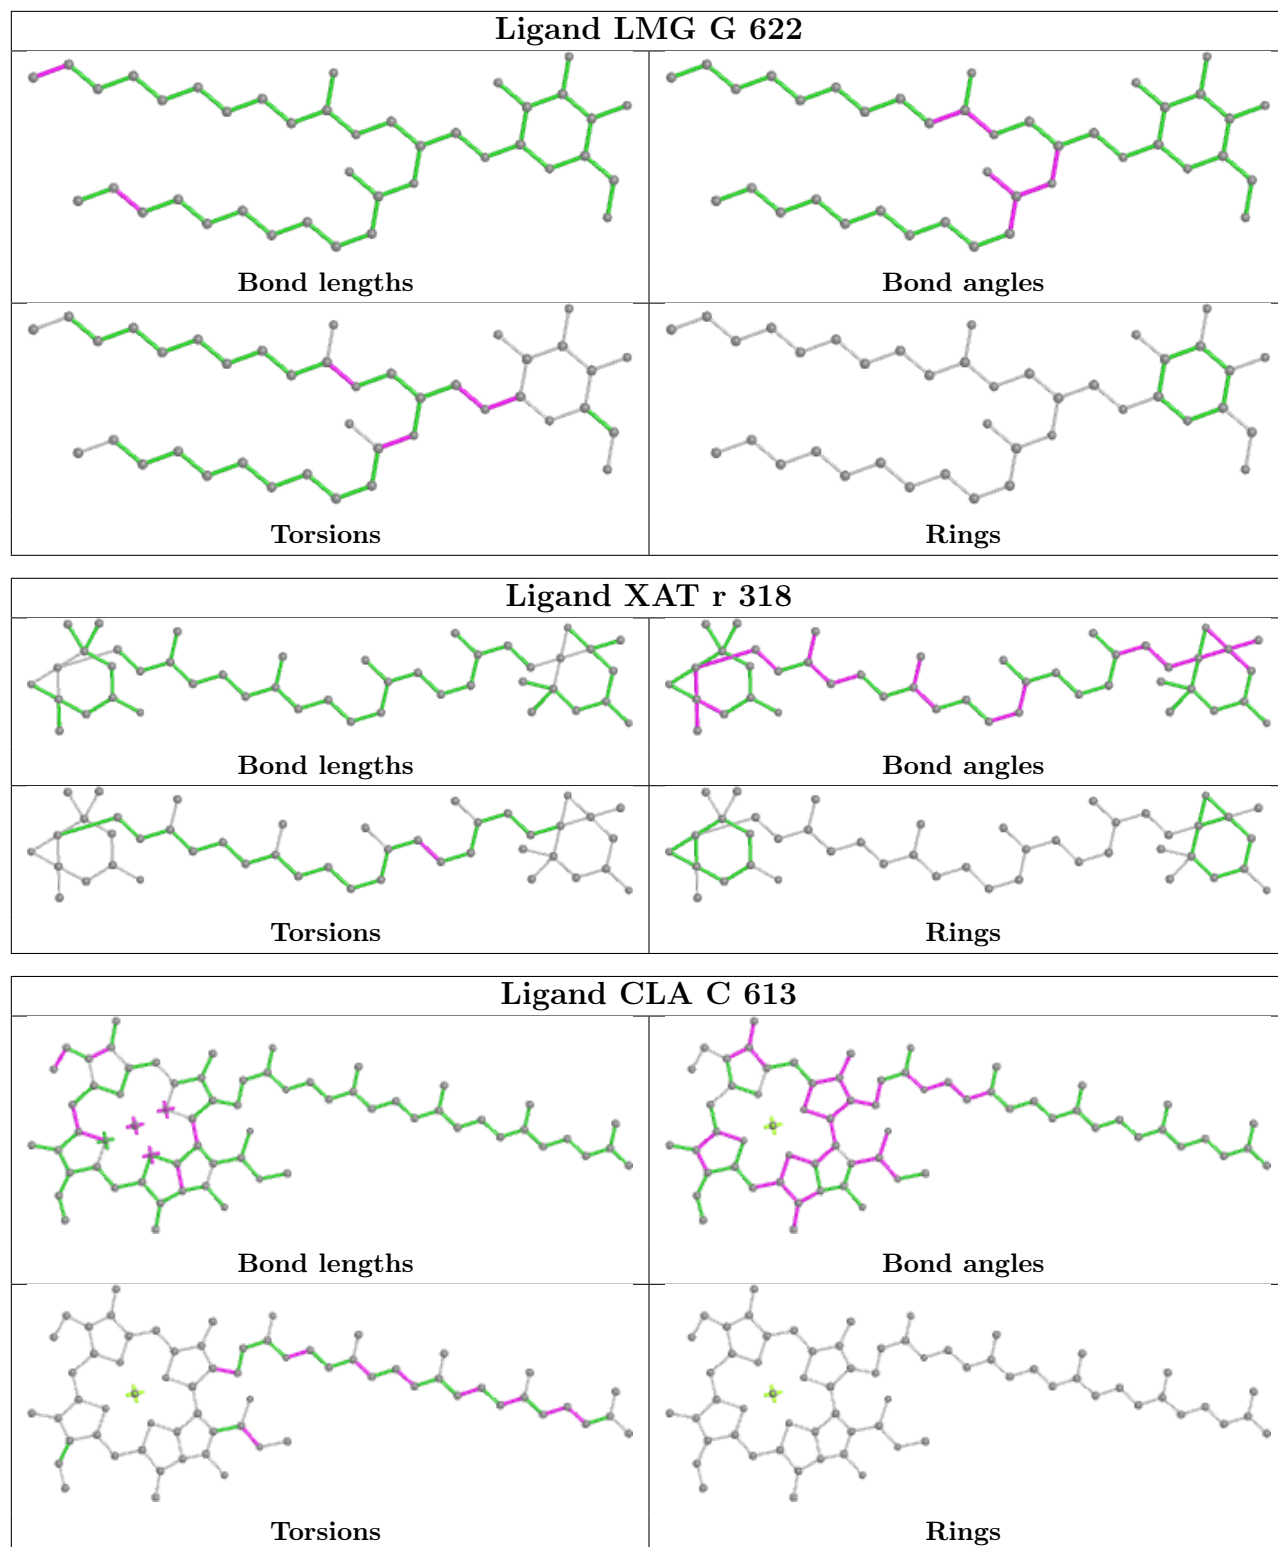 Ligand LMG G 622
Bond lengths
Bond angles
Torsions
Rings
Ligand XAT r 318
Bond lengths
Bond angles
Torsions
Rings
Ligand CLA C 613
Bond lengths
Bond angles
Torsions
Rings